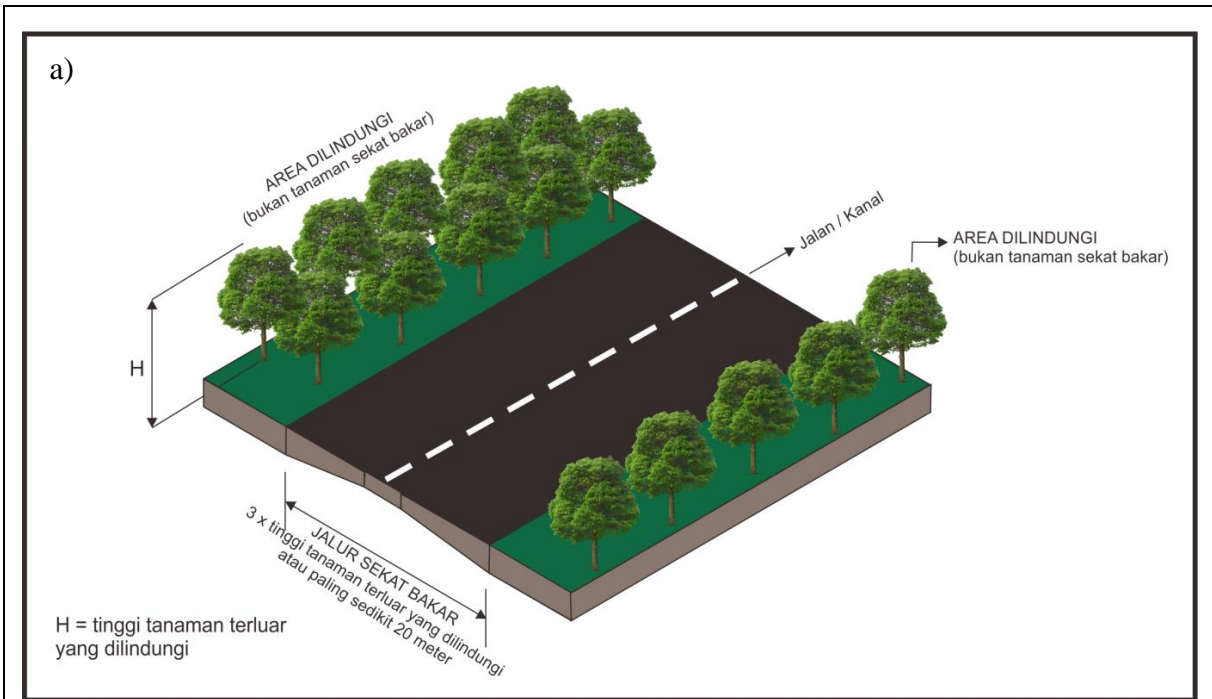 a)
AREA DILINDUNGI
(bukan tanaman sekat bakar)
Jalan / Kanal
AREA DILINDUNGI
(bukan tanaman sekat bakar)
H
JALUR SEKAT BAKAR
3 x tinggi tanaman terluar yang dilindungi
atau paling sedikit 20 meter
H = tinggi tanaman terluar
yang dilindungi